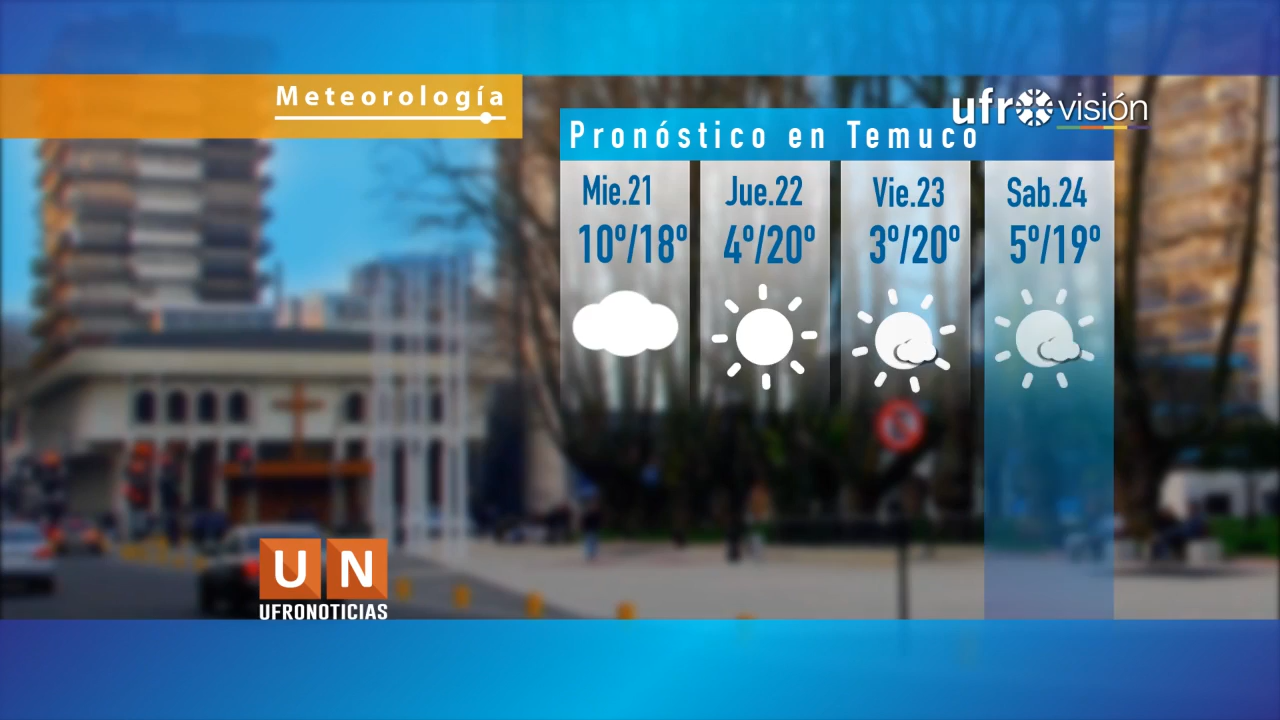 Meteorología
ufrovisión
Pronóstico en Temuco
Mie.21
10º/18º
Jue.22
4º/20º
Vie.23
3º/20º
Sab.24
5º/19º
UN
UFRONOTICIAS